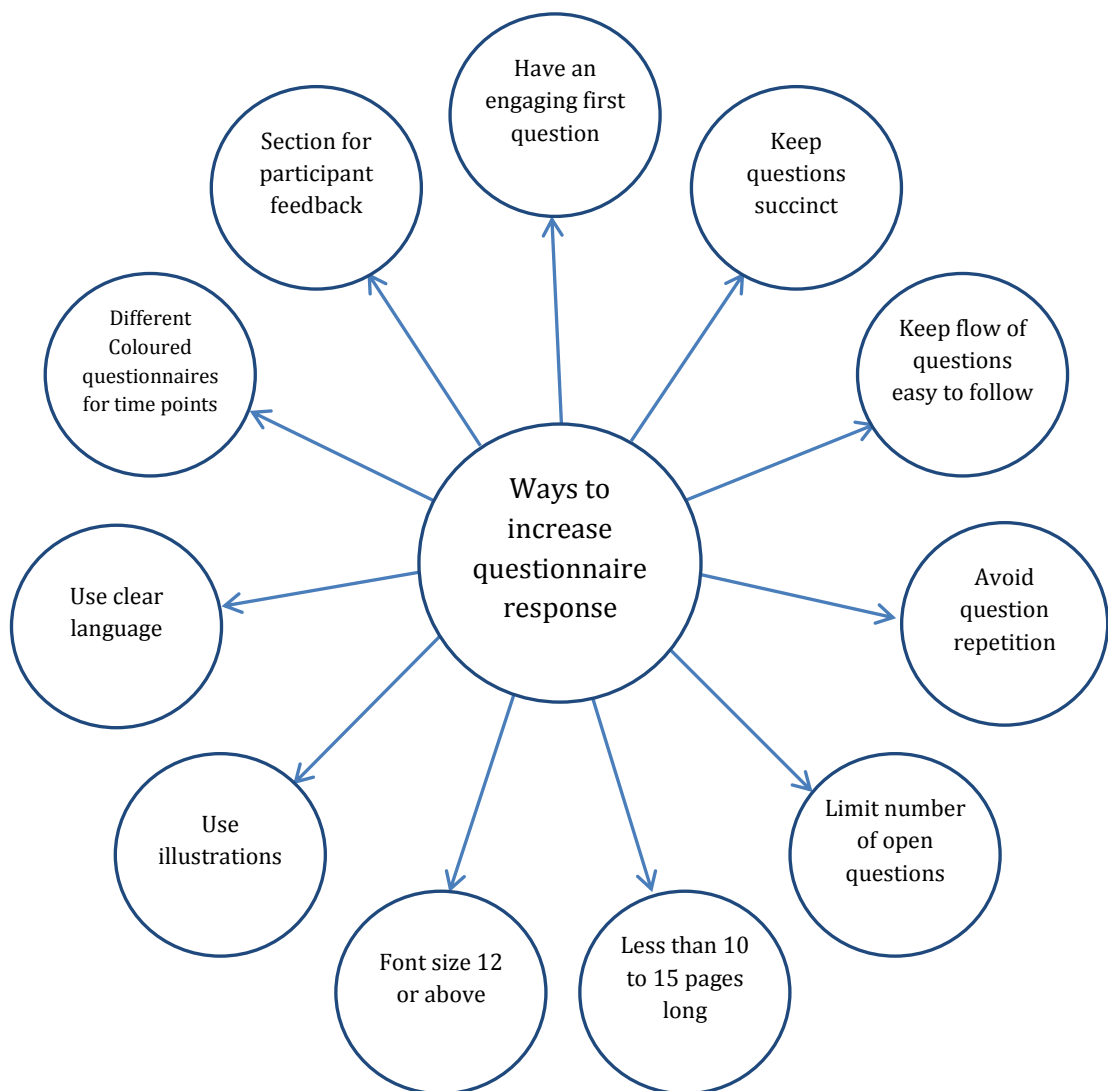 Have an
engaging first
question
Keep
questions
succinct
Keep flow of
questions
easy to follow
Avoid
question
repetition
Limit number
of open
questions
Less than 10
to 15 pages
long
Font size 12
or above
Use
illustrations
Use clear
language
Different
Coloured
questionnaires
for time points
Section for
participant
feedback
Ways to
increase
questionnaire
response